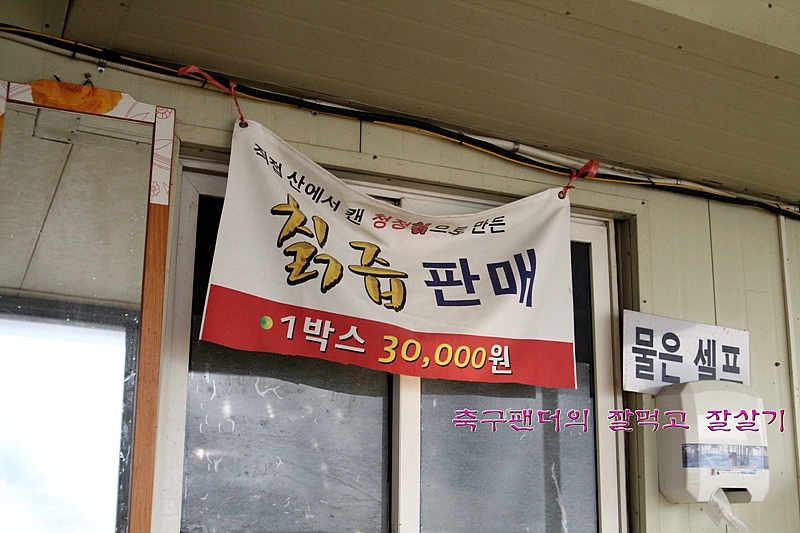 직접 산에서 캔 청정칡으로 만든
칡즙 판매
1박스 30,000원
물은 셀프
축구팬더의 잘먹고 잘살기